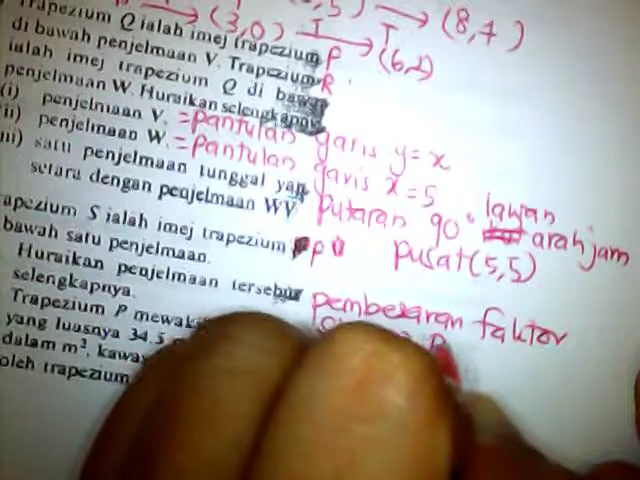 (3,0) → T (6,2)
,5) → T (8,7)
Trapezium Q ialah imej trapezium P
di bawah penjelmaan V. Trapezium R
ialah imej trapezium Q di bawah
penjelmaan W. Huraikan selengkapnya
(i) penjelmaan V. = pantulan garis y = x
(ii) penjelmaan W. = pantulan garis x = 5
(iii) satu penjelmaan tunggal yang putaran 90° lawan arah jam
setara dengan penjelmaan WV pusat (5,5)
Trapezium S ialah imej trapezium P
bawah satu penjelmaan.
Huraikan penjelmaan tersebut
selengkapnya. pembesaran faktor
Trapezium P
yang luasnya 34.5
dalam m²,
oleh trapezium